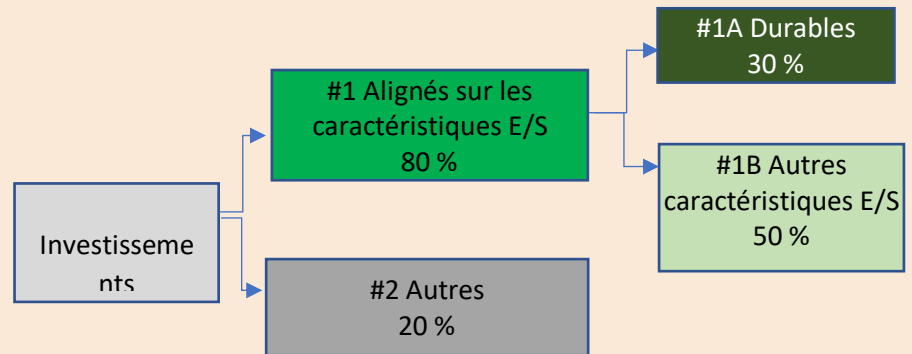 Investisseme
nts
#1 Alignés sur les
caractéristiques E/S
80 %
#2 Autres
20 %
#1A Durables
30 %
#1B Autres
caractéristiques E/S
50 %